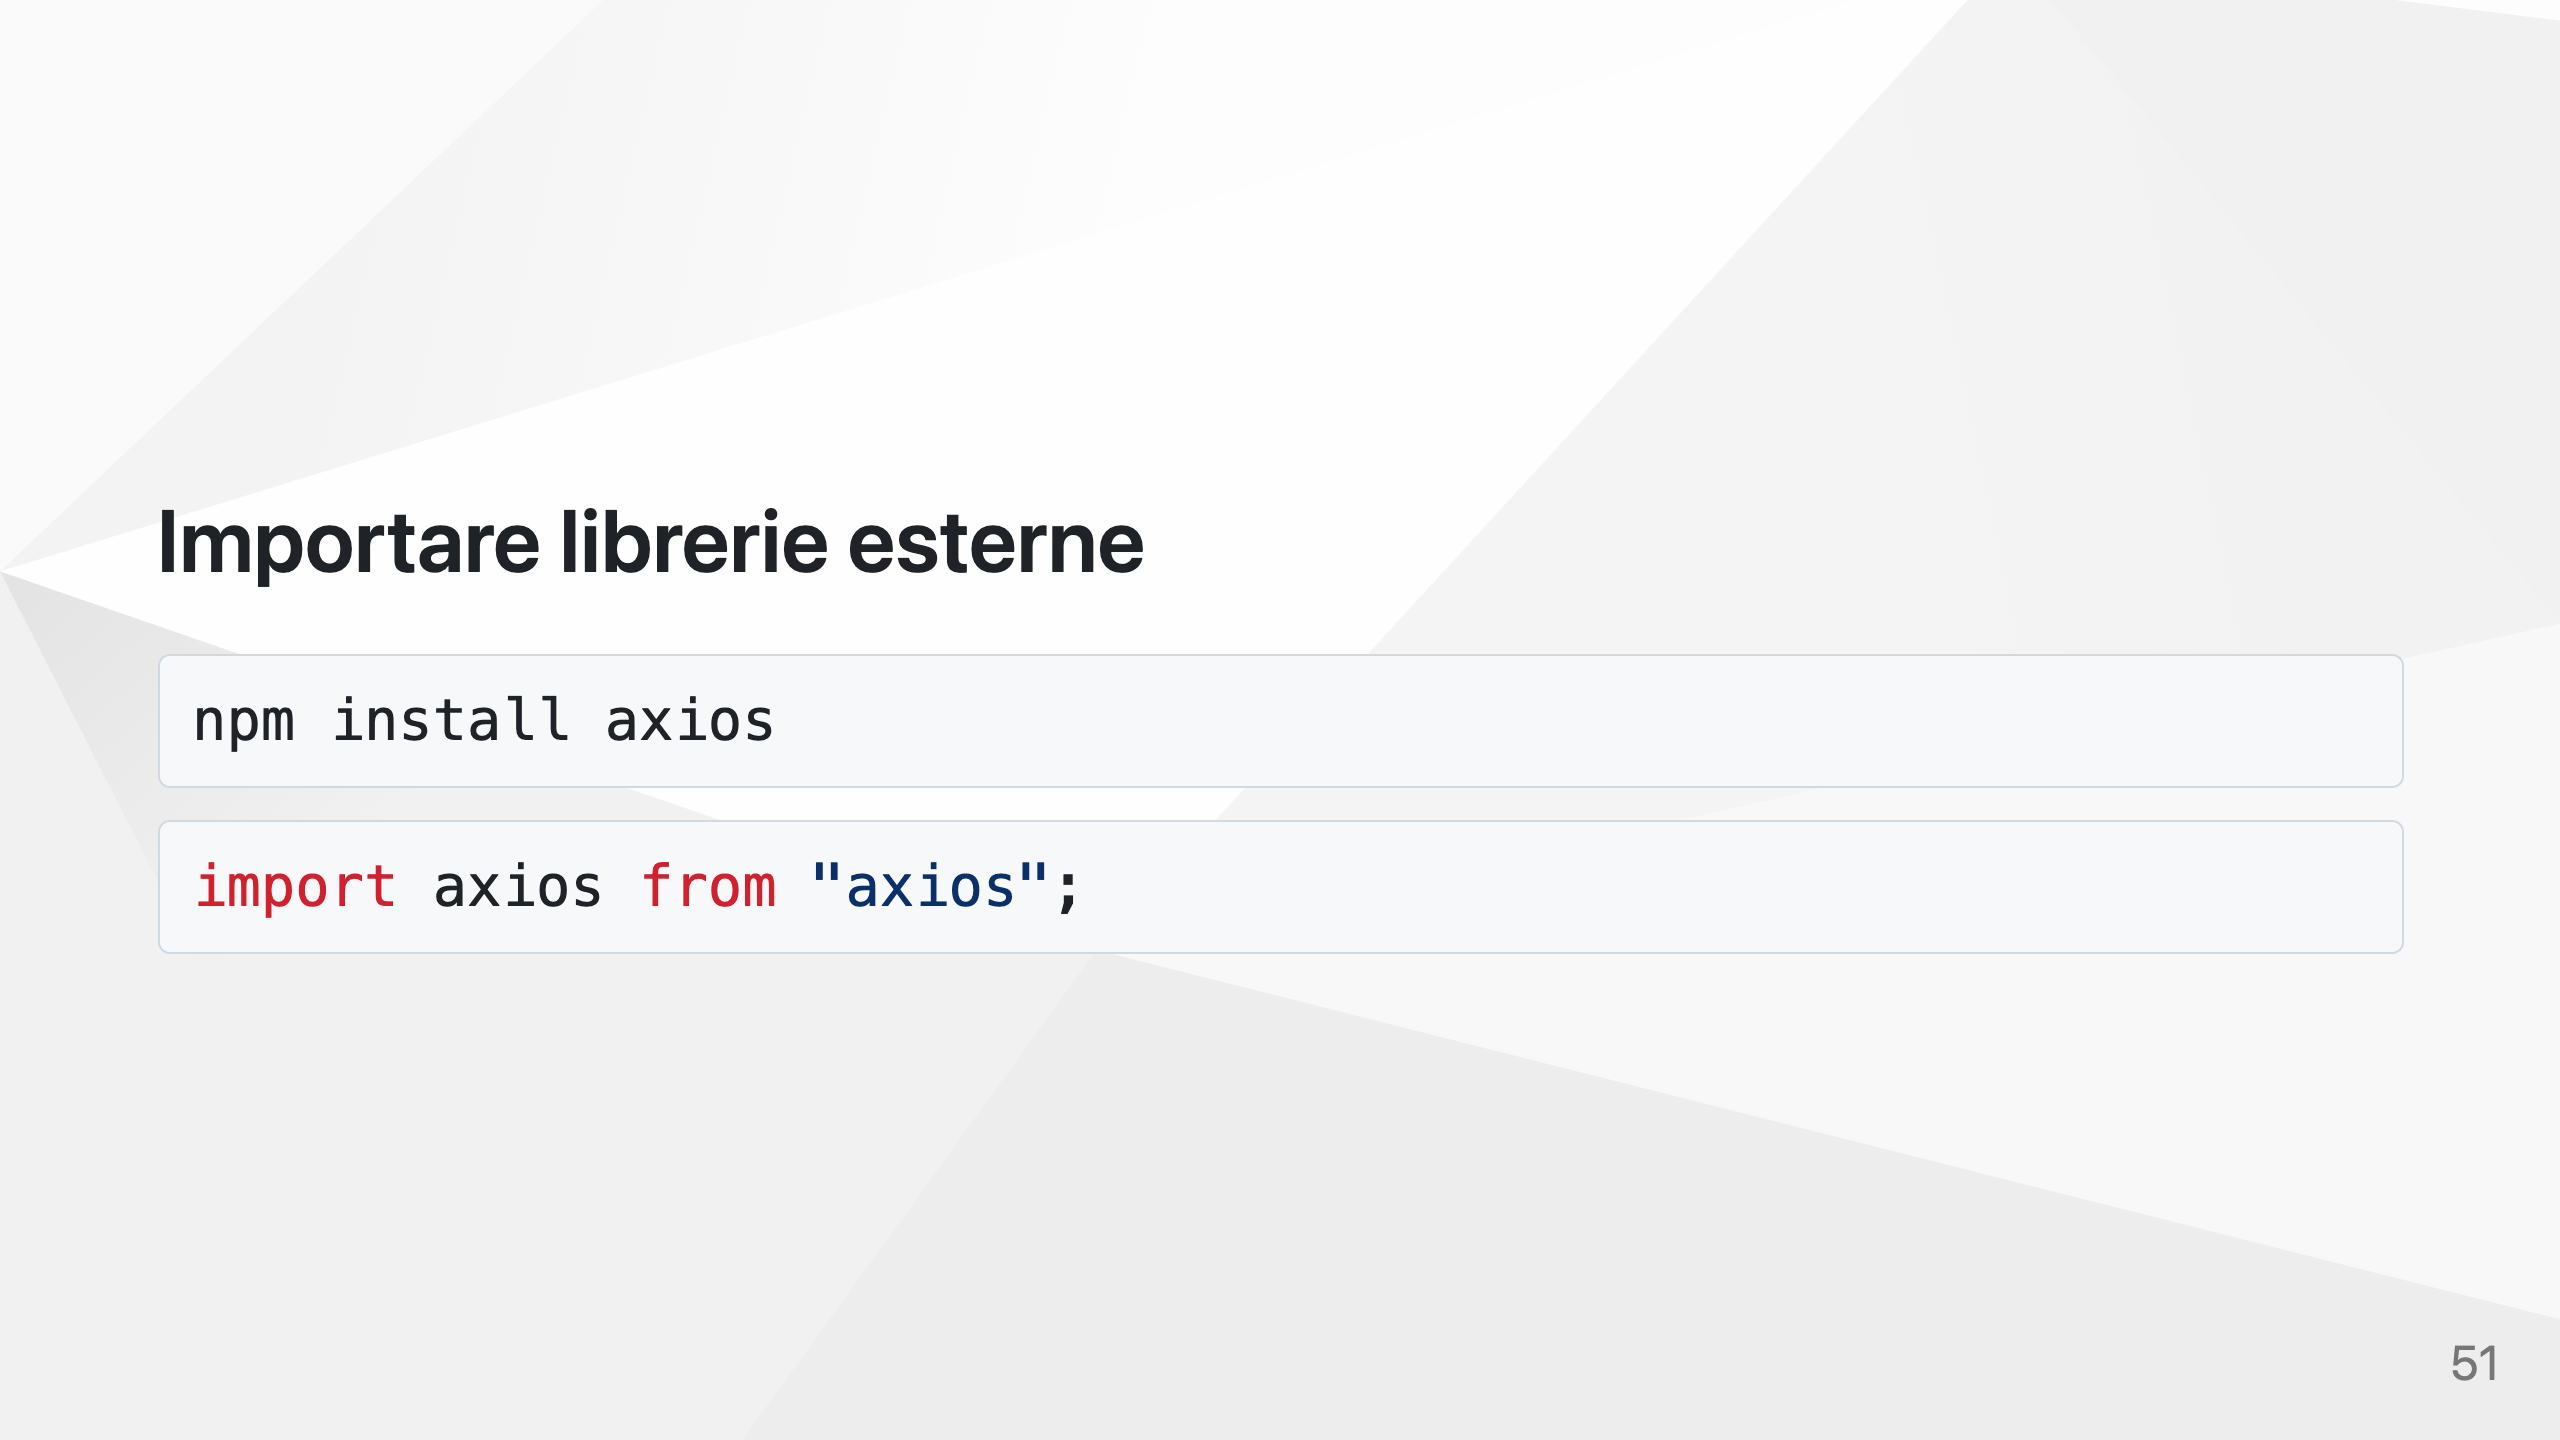 Importare librerie esterne
npm install axios
import axios from "axios";
51